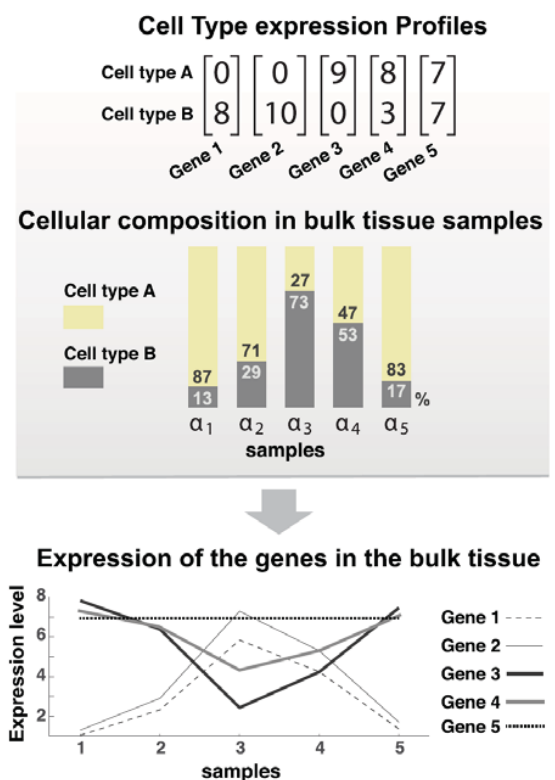 Cell Type expression Profiles
Cell type A [0] [0] [9] [8] [7]
Cell type B [8] [10] [0] [3] [7]
Gene 1 Gene 2 Gene 3 Gene 4 Gene 5
Cellular composition in bulk tissue samples
Cell type A
Cell type B
87 71 27 47 83
13 29 73 53 17 %
α1 α2 α3 α4 α5
samples
Expression of the genes in the bulk tissue
Expression level
8
6
4
2
1 2 3 4 5
samples
Gene 1
Gene 2
Gene 3
Gene 4
Gene 5